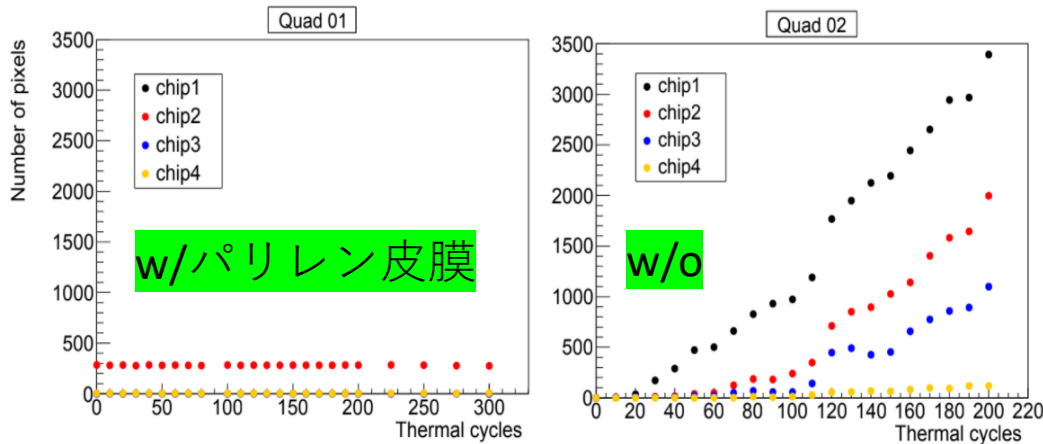 Quad 01
Number of pixels
3500
3000
2500
2000
1500
1000
500
0
chip1
chip2
chip3
chip4
w/パリレン皮膜
0 50 100 150 200 250 300
Thermal cycles
Quad 02
3500
3000
2500
2000
1500
1000
500
0
chip1
chip2
chip3
chip4
w/o
0 20 40 60 80 100 120 140 160 180 200 220
Thermal cycles